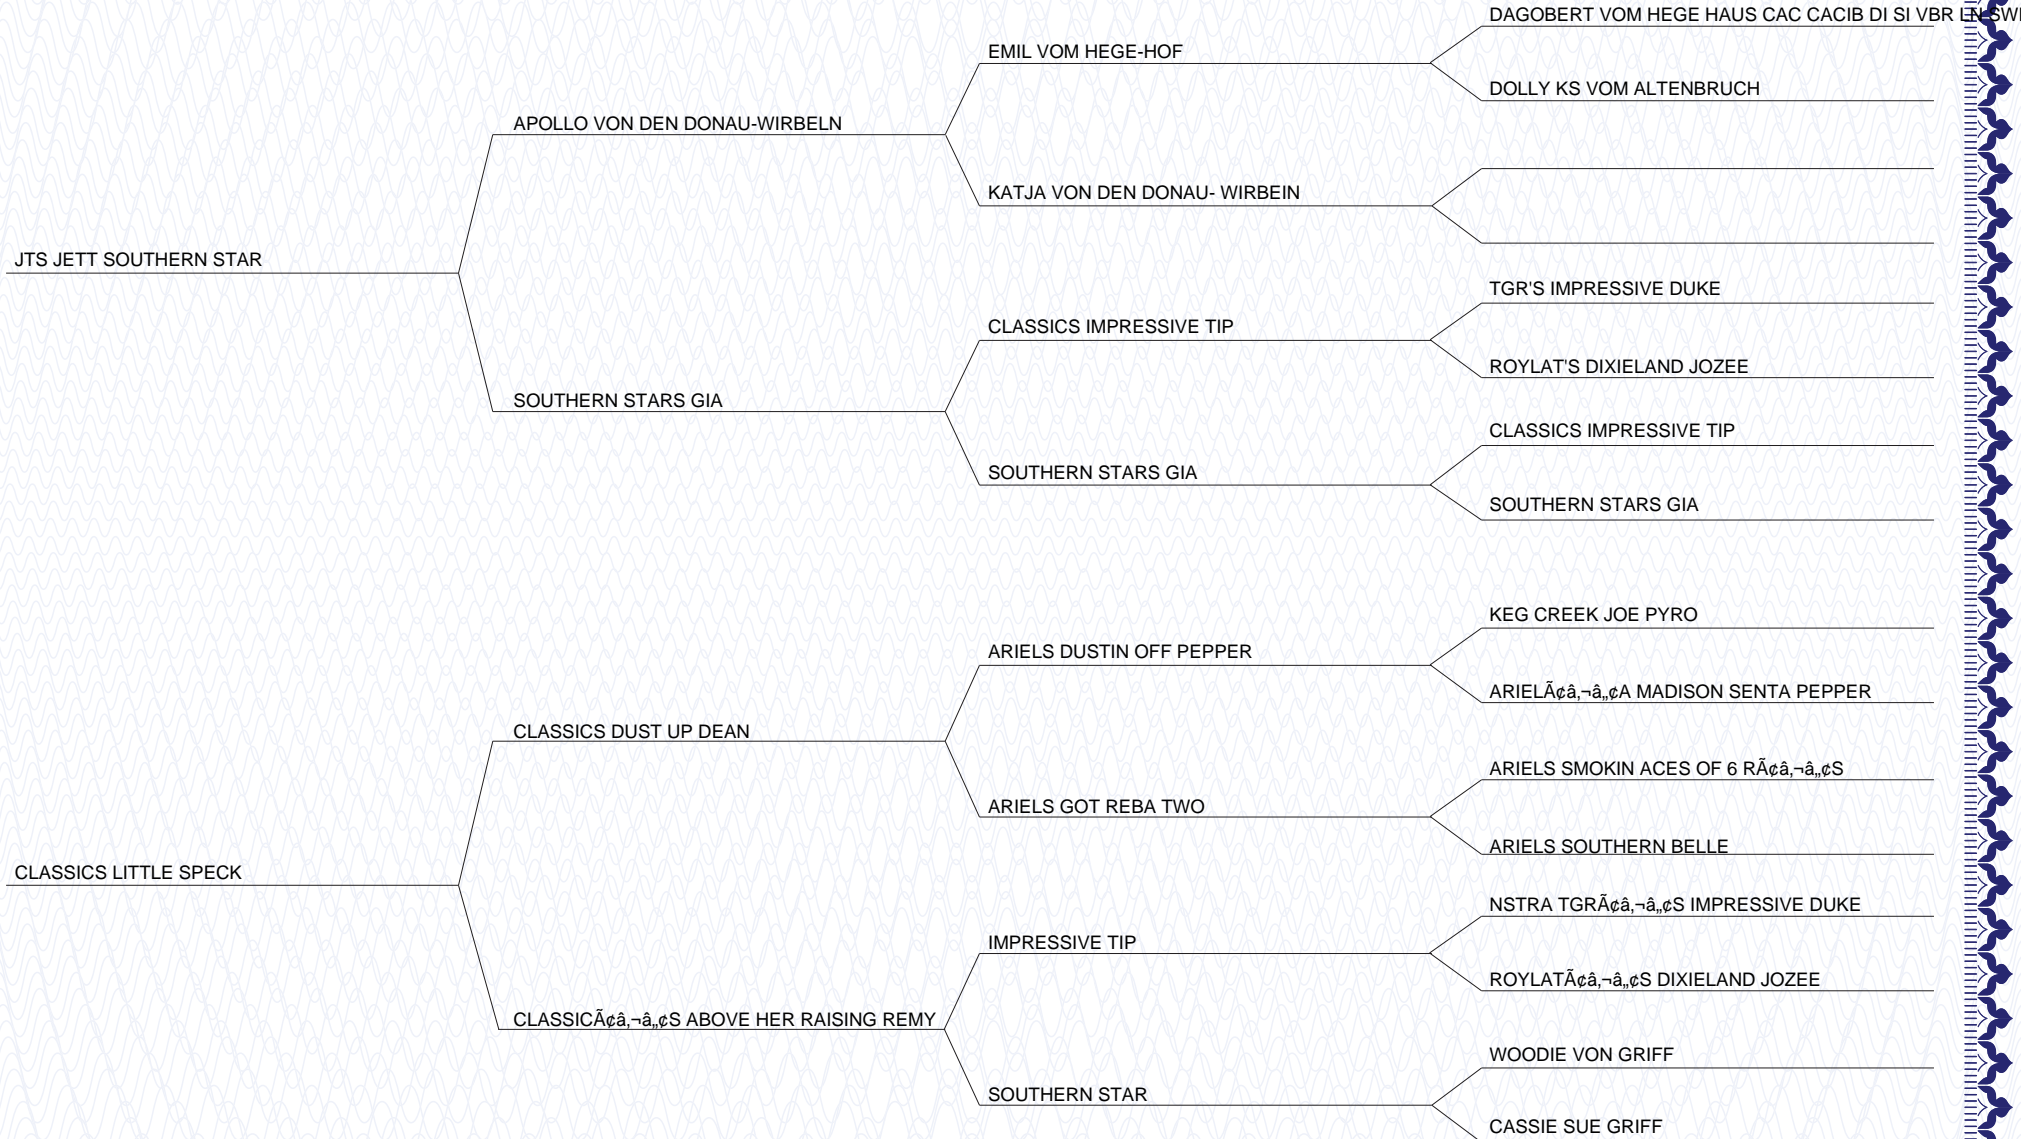 DAGOBERT VOM HEGE HAUS CAC CACIB DI SI VBR LN SW
EMIL VOM HEGE-HOF
DOLLY KS VOM ALTENBRUCH
APOLLO VON DEN DONAU-WIRBELN
KATJA VON DEN DONAU- WIRBEIN
JTS JETT SOUTHERN STAR
TGR'S IMPRESSIVE DUKE
CLASSICS IMPRESSIVE TIP
ROYLAT'S DIXIELAND JOZEE
SOUTHERN STARS GIA
CLASSICS IMPRESSIVE TIP
SOUTHERN STARS GIA
SOUTHERN STARS GIA
KEG CREEK JOE PYRO
ARIELS DUSTIN OFF PEPPER
ARIELÃ¢â‚¬â„¢A MADISON SENTA PEPPER
CLASSICS DUST UP DEAN
ARIELS SMOKIN ACES OF 6 RÃ¢â‚¬â„¢S
ARIELS GOT REBA TWO
ARIELS SOUTHERN BELLE
CLASSICS LITTLE SPECK
NSTRA TGRÃ¢â‚¬â„¢S IMPRESSIVE DUKE
IMPRESSIVE TIP
ROYLATÃ¢â‚¬â„¢S DIXIELAND JOZEE
CLASSICÃ¢â‚¬â„¢S ABOVE HER RAISING REMY
WOODIE VON GRIFF
SOUTHERN STAR
CASSIE SUE GRIFF